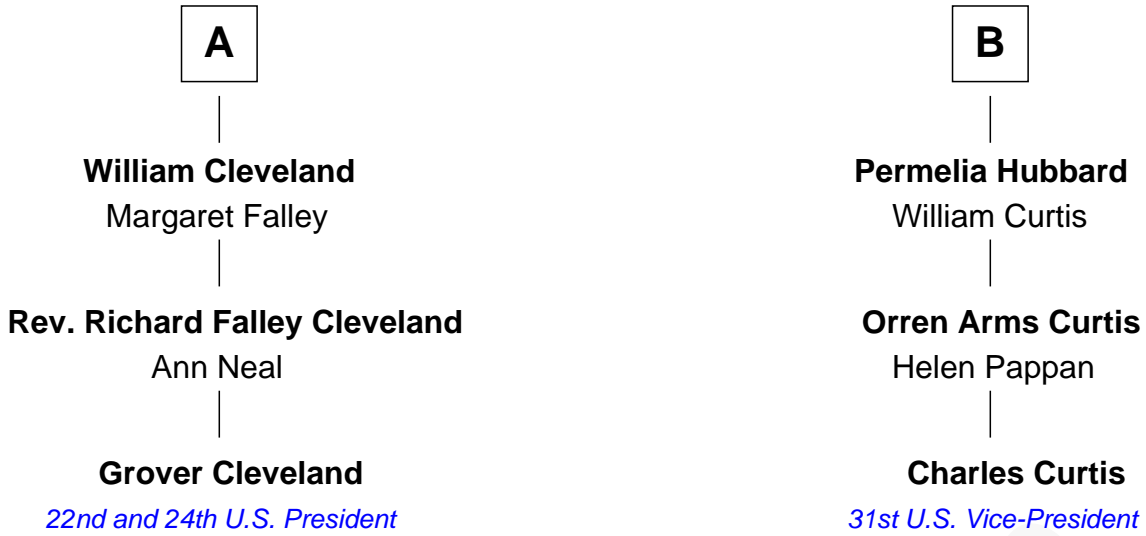 A
William Cleveland
Margaret Falley
Rev. Richard Falley Cleveland
Ann Neal
Grover Cleveland
22nd and 24th U.S. President
B
Permelia Hubbard
William Curtis
Orren Arms Curtis
Helen Pappan
Charles Curtis
31st U.S. Vice-President